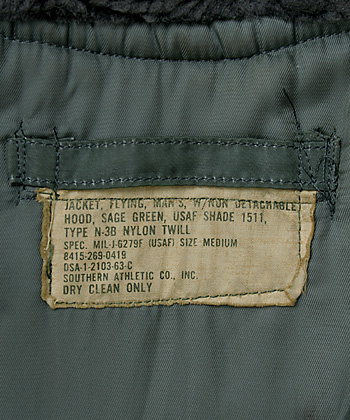 JACKET, FLYING, MAN'S, W/NON DETACHABLE
HOOD, SAGE GREEN, USAF SHADE 1511,
TYPE N-3B NYLON TWILL
SPEC. MIL-J-6279F (USAF) SIZE MEDIUM
8415-269-0419
DSA-1-2103-63-C
SOUTHERN ATHLETIC CO., INC.
DRY CLEAN ONLY